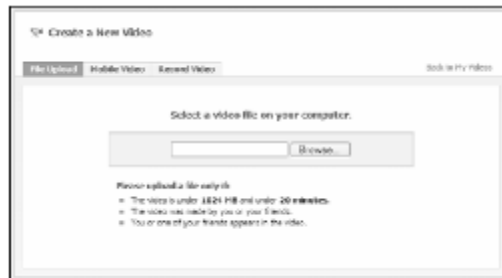 Create a New Video
File Upload Mobile Video Record Video Back to My Videos
Select a video file on your computer.
Browse...
Please upload a file only if:
The video is under 1024 MB and under 20 minutes.
The video was made by you or your friends.
You or one of your friends appears in the video.